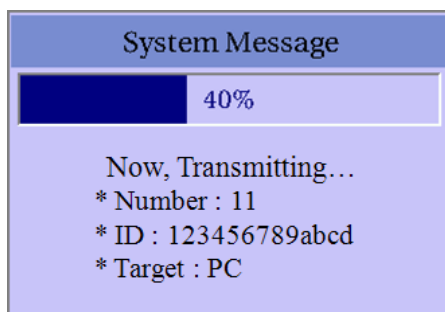 System Message
40%
Now, Transmitting...
* Number : 11
* ID : 123456789abcd
* Target : PC